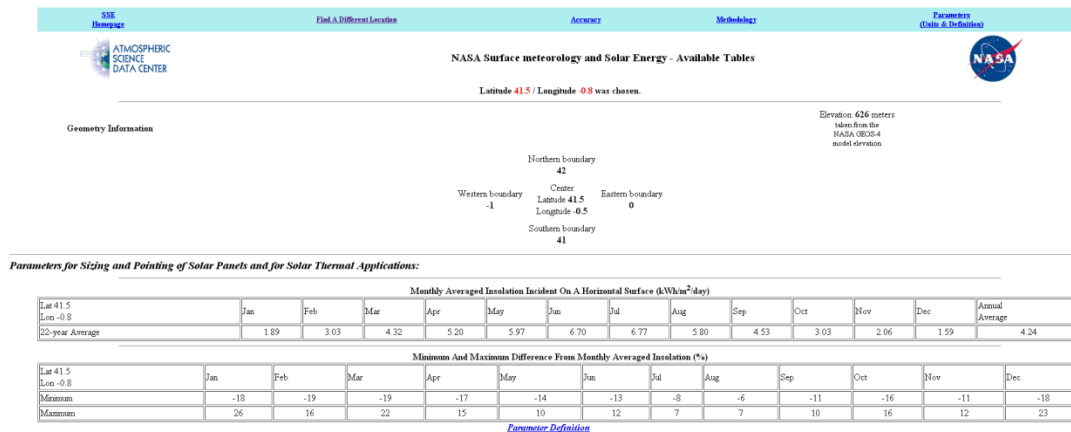 SSE Homepage Find A Different Location Accuracy Methodology Parameters (Units & Definition)
ATMOSPHERIC
SCIENCE
DATA CENTER
NASA Surface meteorology and Solar Energy - Available Tables
NASA
Latitude 41.5 / Longitude -0.8 was chosen.
Geometry Information
Elevation: 626 meters
taken from the
NASA GEOS-4
model elevation
Northern boundary
42
Western boundary
-1
Center
Latitude 41.5
Longitude -0.5
Eastern boundary
0
Southern boundary
41
Parameters for Sizing and Pointing of Solar Panels and for Solar Thermal Applications:
Monthly Averaged Insolation Incident On A Horizontal Surface (kWh/m²/day)
Lat 41.5 Lon -0.8 Jan Feb Mar Apr May Jun Jul Aug Sep Oct Nov Dec Annual Average
22-year Average 1.89 3.03 4.32 5.20 5.97 6.70 6.77 5.80 4.53 3.03 2.06 1.59 4.24
Minimum And Maximum Difference From Monthly Averaged Insolation (%)
Lat 41.5 Lon -0.8 Jan Feb Mar Apr May Jun Jul Aug Sep Oct Nov Dec
Minimum -18 -19 -19 -17 -14 -13 -8 -6 -11 -16 -11 -18
Maximum 26 16 22 15 10 12 7 7 10 16 12 23
Parameter Definition